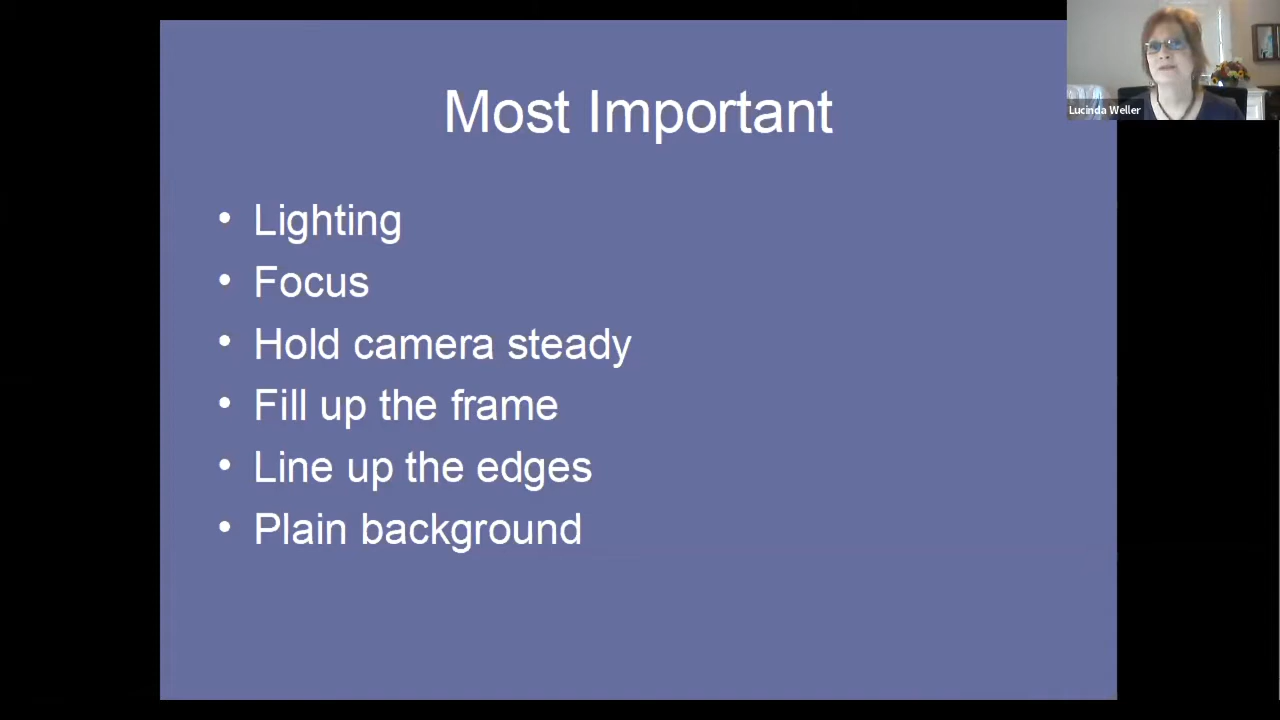 Most Important
• Lighting
• Focus
• Hold camera steady
• Fill up the frame
• Line up the edges
• Plain background
Lucinda Weller